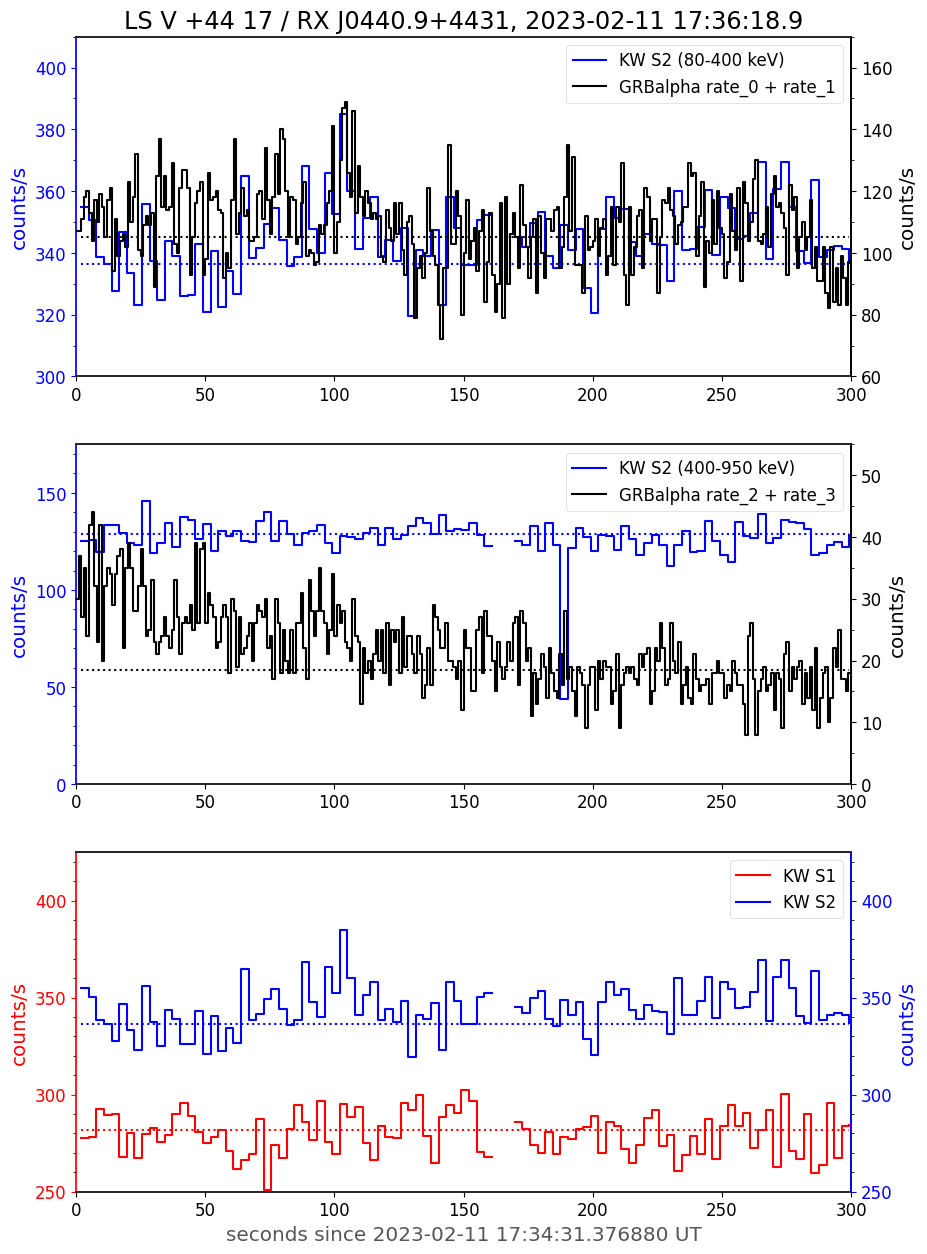 LS V +44 17 / RX J0440.9+4431, 2023-02-11 17:36:18.9
KW S2 (80-400 keV)
GRBalpha rate_0 + rate_1
counts/s
400
380
360
340
320
300
counts/s
160
140
120
100
80
60
0 50 100 150 200 250 300
KW S2 (400-950 keV)
GRBalpha rate_2 + rate_3
counts/s
150
100
50
0
counts/s
50
40
30
20
10
0
0 50 100 150 200 250 300
KW S1
KW S2
counts/s
400
350
300
250
counts/s
400
350
300
250
0 50 100 150 200 250 300
seconds since 2023-02-11 17:34:31.376880 UT